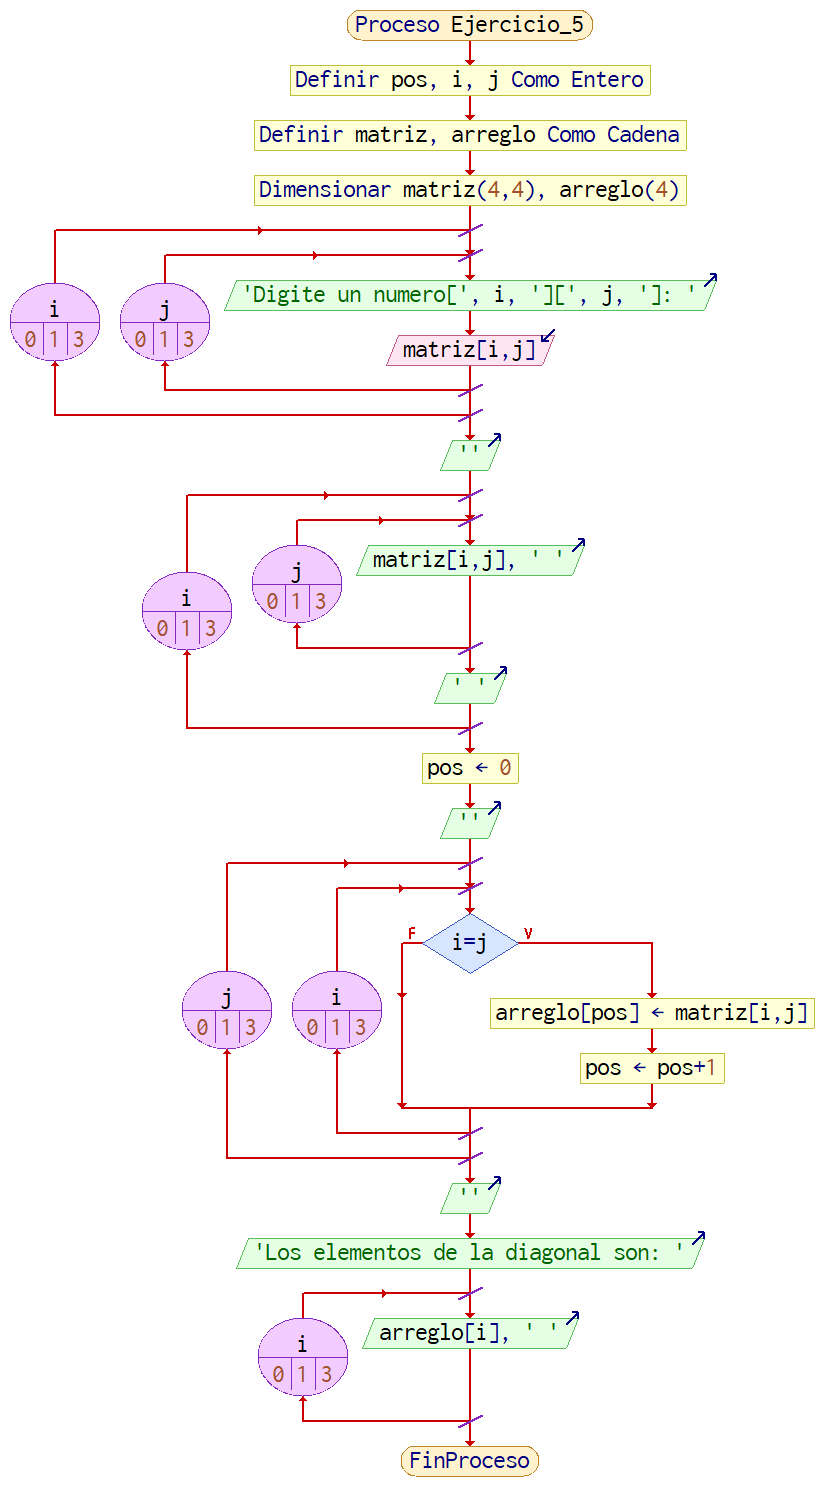 Proceso Ejercicio_5
Definir pos, i, j Como Entero
Definir matriz, arreglo Como Cadena
Dimensionar matriz(4,4), arreglo(4)
i
0 1 3
j
0 1 3
'Digite un numero[', i, '][', j, ']: '
matriz[i,j]
''
i
0 1 3
j
0 1 3
matriz[i,j], ' '
' '
pos ← 0
''
j
0 1 3
i
0 1 3
F
i=j
V
arreglo[pos] ← matriz[i,j]
pos ← pos+1
''
'Los elementos de la diagonal son: '
i
0 1 3
arreglo[i], ' '
FinProceso